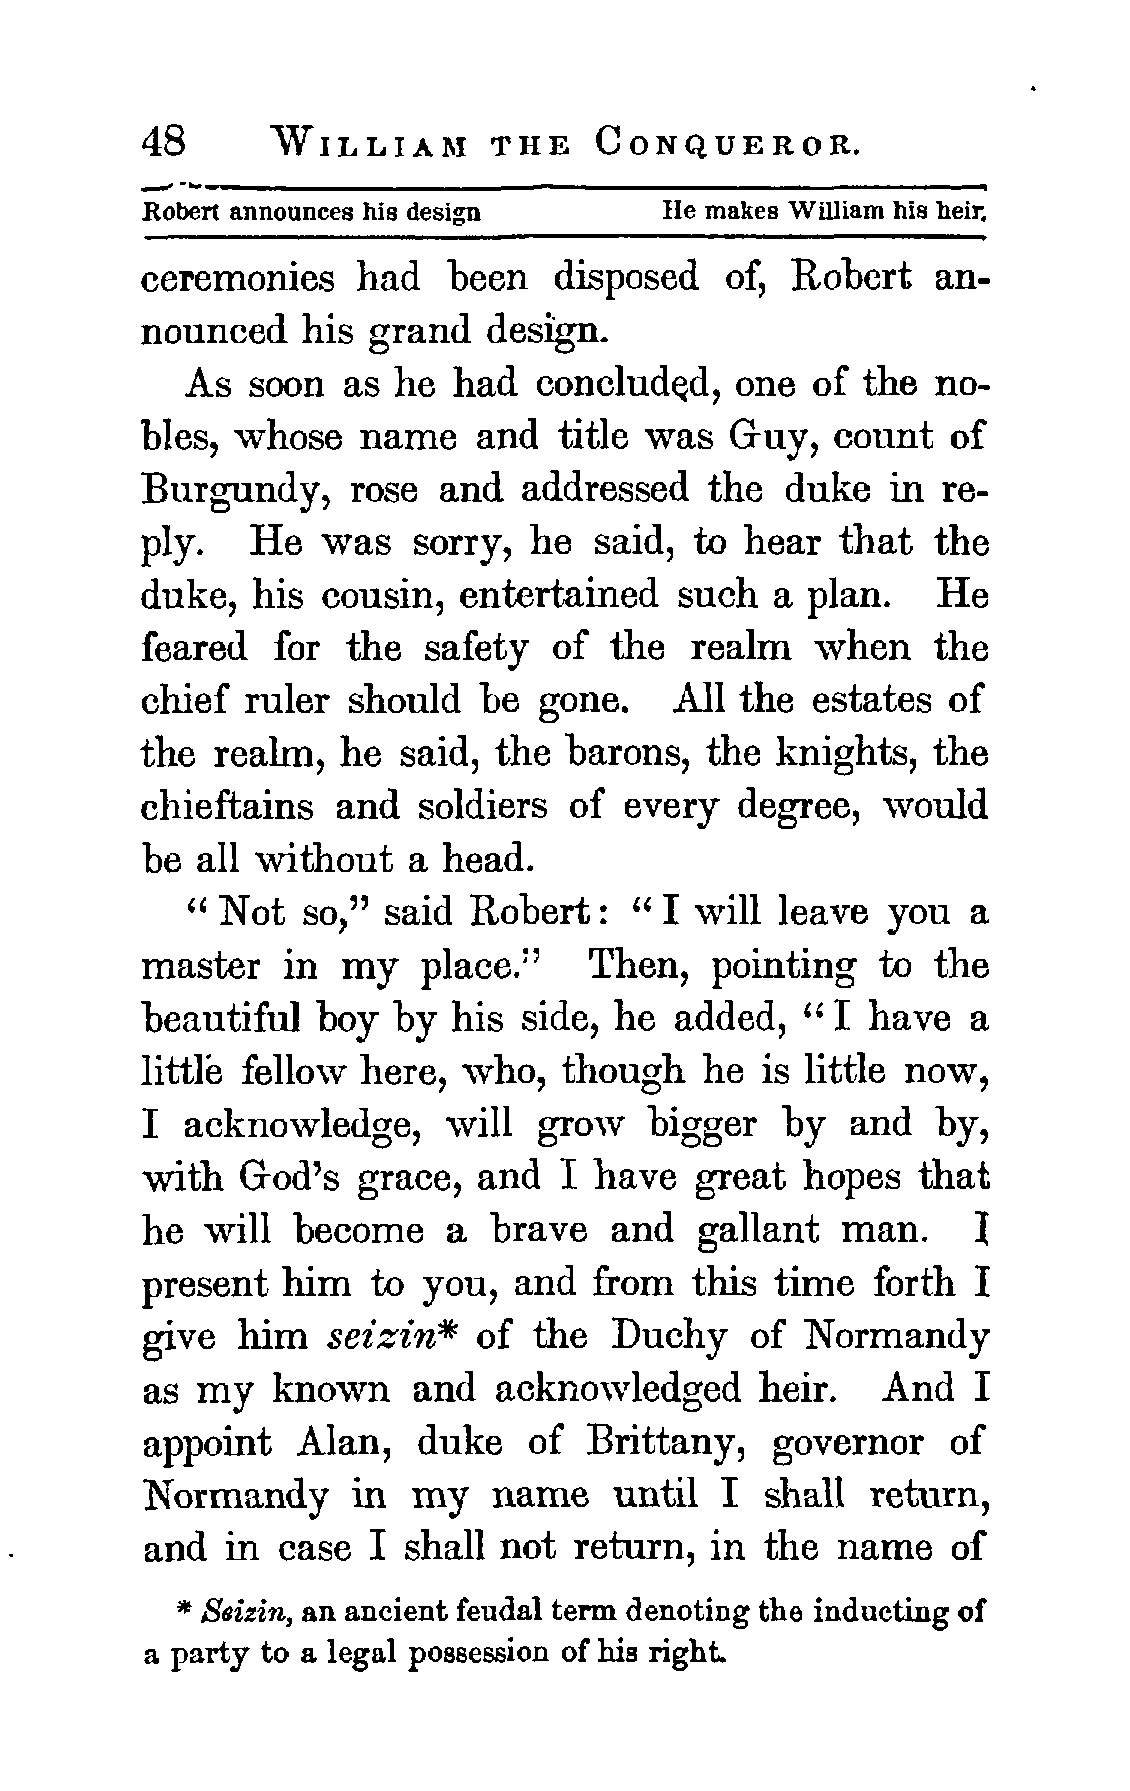 48 WILLIAM THE CONQUEROR.
Robert announces his design He makes William his heir.
ceremonies had been disposed of, Robert an-
nounced his grand design.
As soon as he had concluded, one of the no-
bles, whose name and title was Guy, count of
Burgundy, rose and addressed the duke in re-
ply. He was sorry, he said, to hear that the
duke, his cousin, entertained such a plan. He
feared for the safety of the realm when the
chief ruler should be gone. All the estates of
the realm, he said, the barons, the knights, the
chieftains and soldiers of every degree, would
be all without a head.
“Not so,” said Robert: “I will leave you a
master in my place.” Then, pointing to the
beautiful boy by his side, he added, “I have a
little fellow here, who, though he is little now,
I acknowledge, will grow bigger by and by,
with God’s grace, and I have great hopes that
he will become a brave and gallant man. I
present him to you, and from this time forth I
give him seizin* of the Duchy of Normandy
as my known and acknowledged heir. And I
appoint Alan, duke of Brittany, governor of
Normandy in my name until I shall return,
and in case I shall not return, in the name of
* Seizin, an ancient feudal term denoting the inducting of
a party to a legal possession of his right.